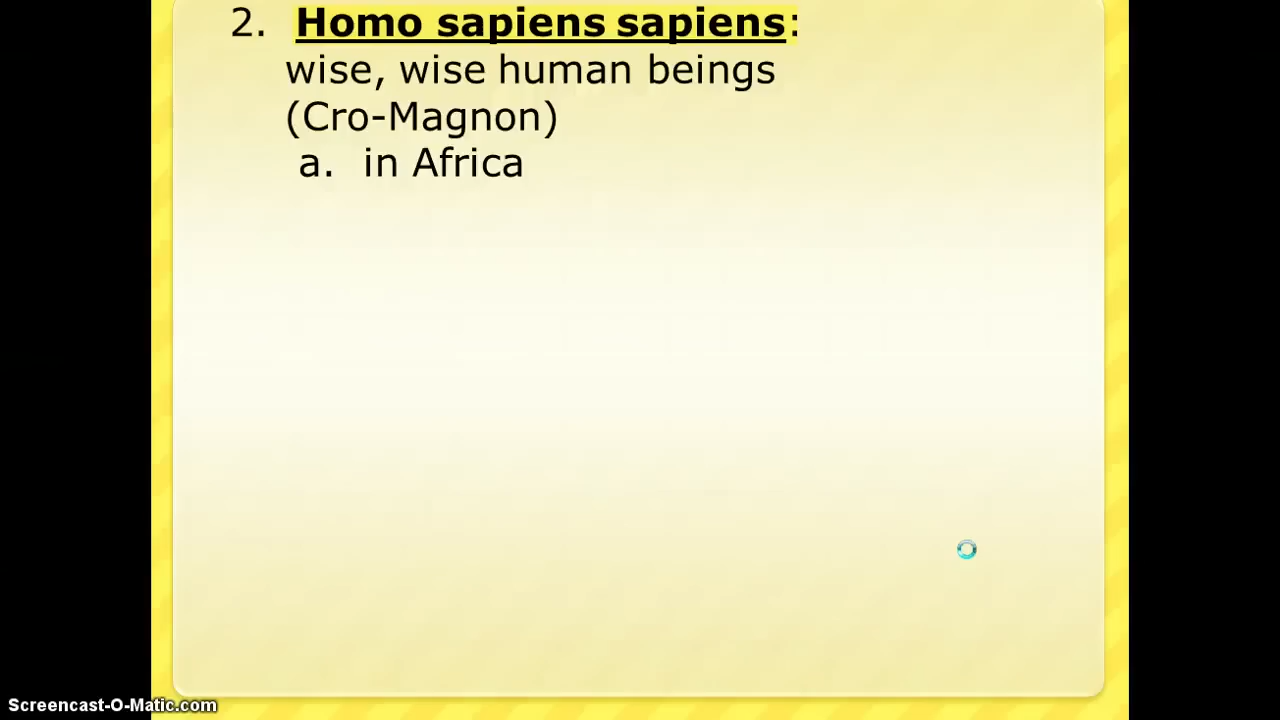 2. Homo sapiens sapiens:
wise, wise human beings
(Cro-Magnon)
a. in Africa
Screencast-O-Matic.com